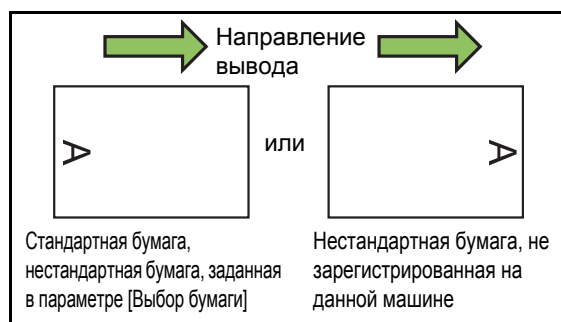 Направление
вывода
A
или
A
Стандартная бумага,
нестандартная бумага, заданная
в параметре [Выбор бумаги]
Нестандартная бумага, не
зарегистрированная на
данной машине